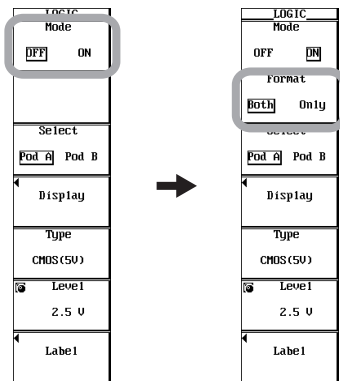 LOGIC
Mode
OFF ON
Select
Pod A Pod B
Display
Type
CMOS(5V)
Level
2.5 V
Label
LOGIC
Mode
OFF ON
Format
Both Only
Select
Pod A Pod B
Display
Type
CMOS(5V)
Level
2.5 V
Label